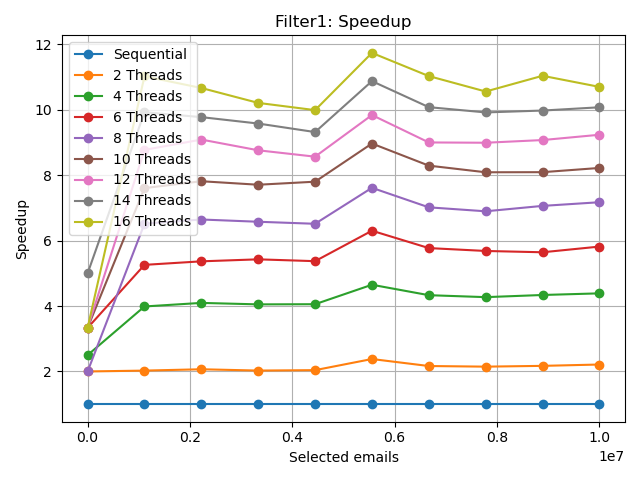 Filter1: Speedup
Speedup
12
10
8
6
4
2
Sequential
2 Threads
4 Threads
6 Threads
8 Threads
10 Threads
12 Threads
14 Threads
16 Threads
0.0 0.2 0.4 0.6 0.8 1.0
1e7
Selected emails